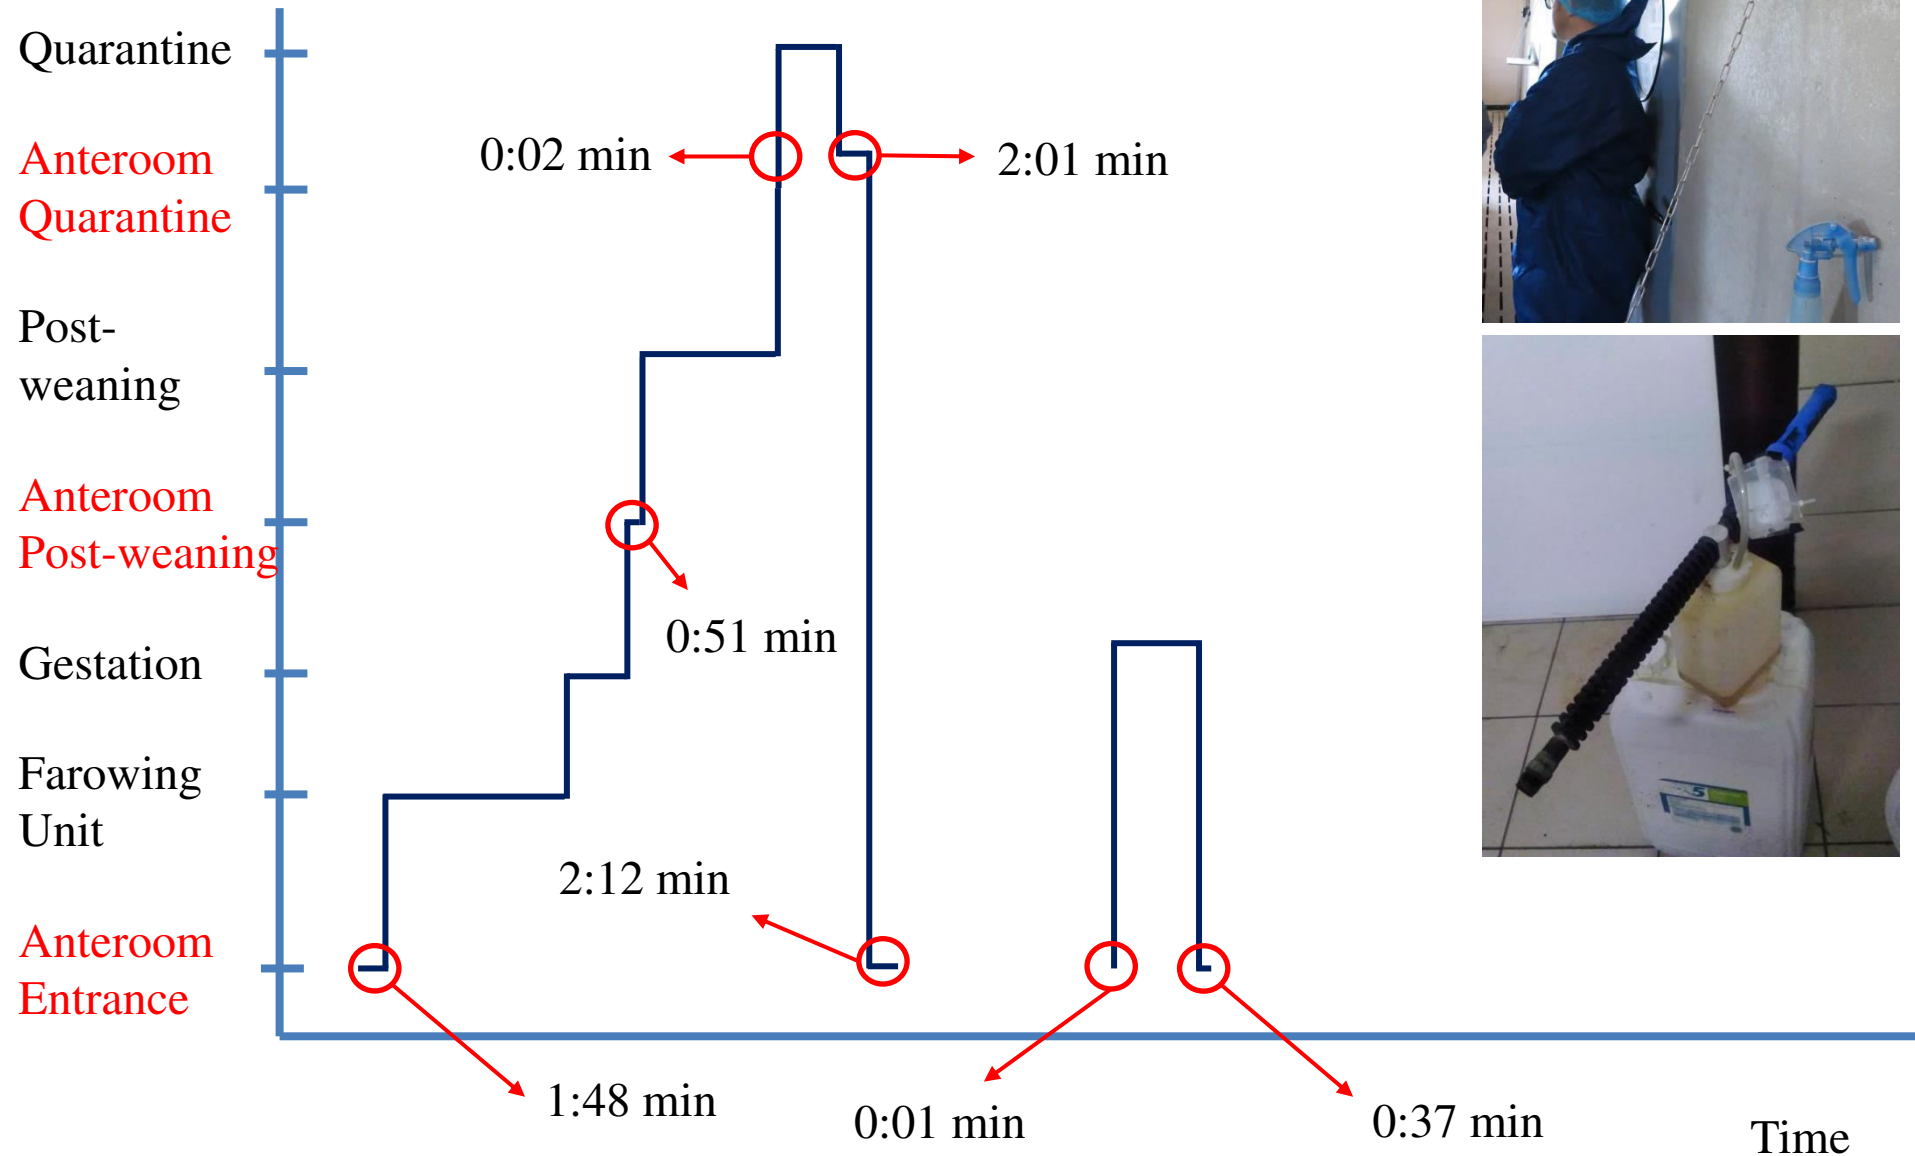 Quarantine
Anteroom
Quarantine
0:02 min
2:01 min
Post-
weaning
Anteroom
Post-weaning
0:51 min
Gestation
Farowing
Unit
2:12 min
Anteroom
Entrance
1:48 min
0:01 min
0:37 min
Time
5